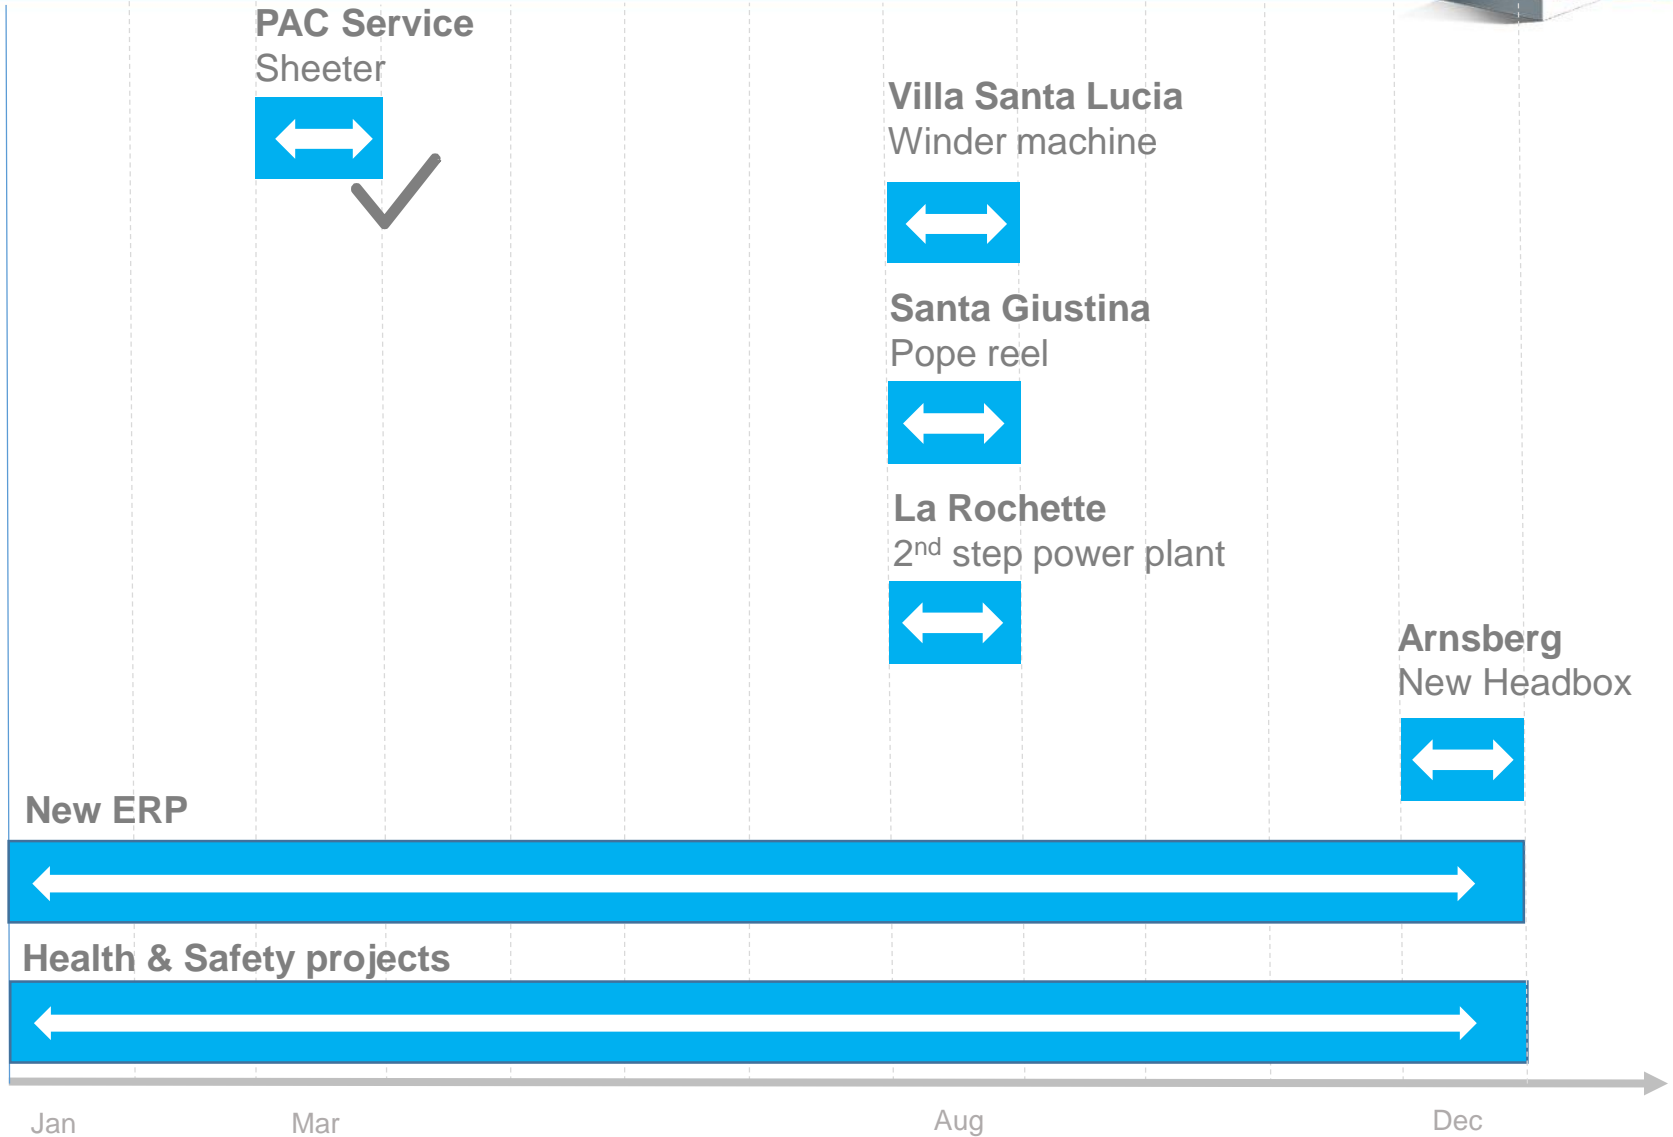 PAC Service
Sheeter
Villa Santa Lucia
Winder machine
Santa Giustina
Pope reel
La Rochette
2nd step power plant
Arnsberg
New Headbox
New ERP
Health & Safety projects
Jan Mar Aug Dec